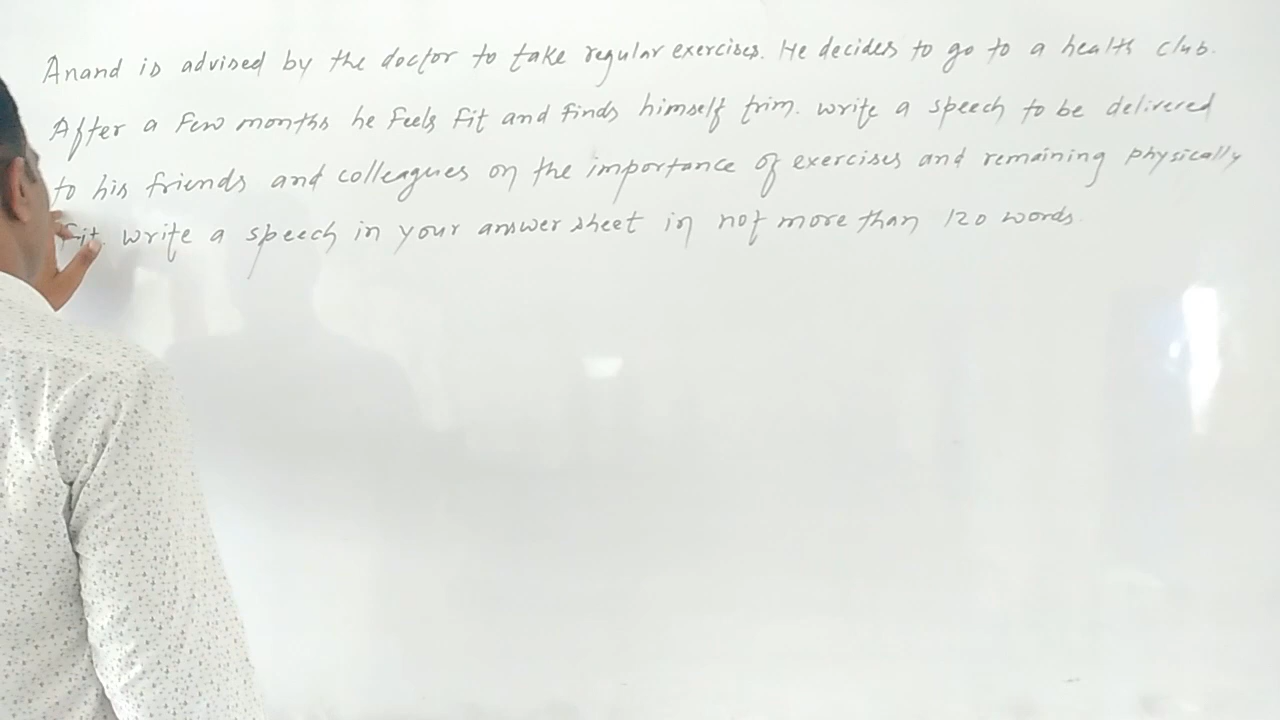 Anand is advised by the doctor to take regular exercises. He decides to go to a health club.
After a few months he feels fit and finds himself trim. write a speech to be delivered
to his friends and colleagues on the importance of exercises and remaining physically
fit. write a speech in your answer sheet in not more than 120 words.